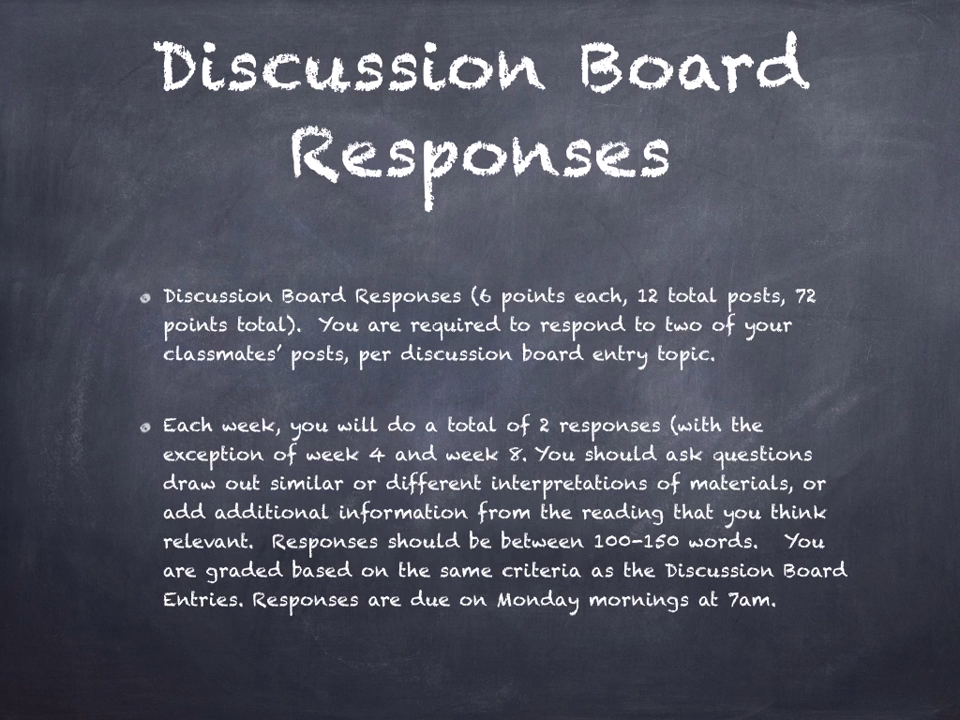 Discussion Board
Responses
Discussion Board Responses (6 points each, 12 total posts, 72
points total).  You are required to respond to two of your
classmates' posts, per discussion board entry topic.
Each week, you will do a total of 2 responses (with the
exception of week 4 and week 8. You should ask questions
draw out similar or different interpretations of materials, or
add additional information from the reading that you think
relevant.  Responses should be between 100-150 words.   You
are graded based on the same criteria as the Discussion Board
Entries. Responses are due on Monday mornings at 7am.